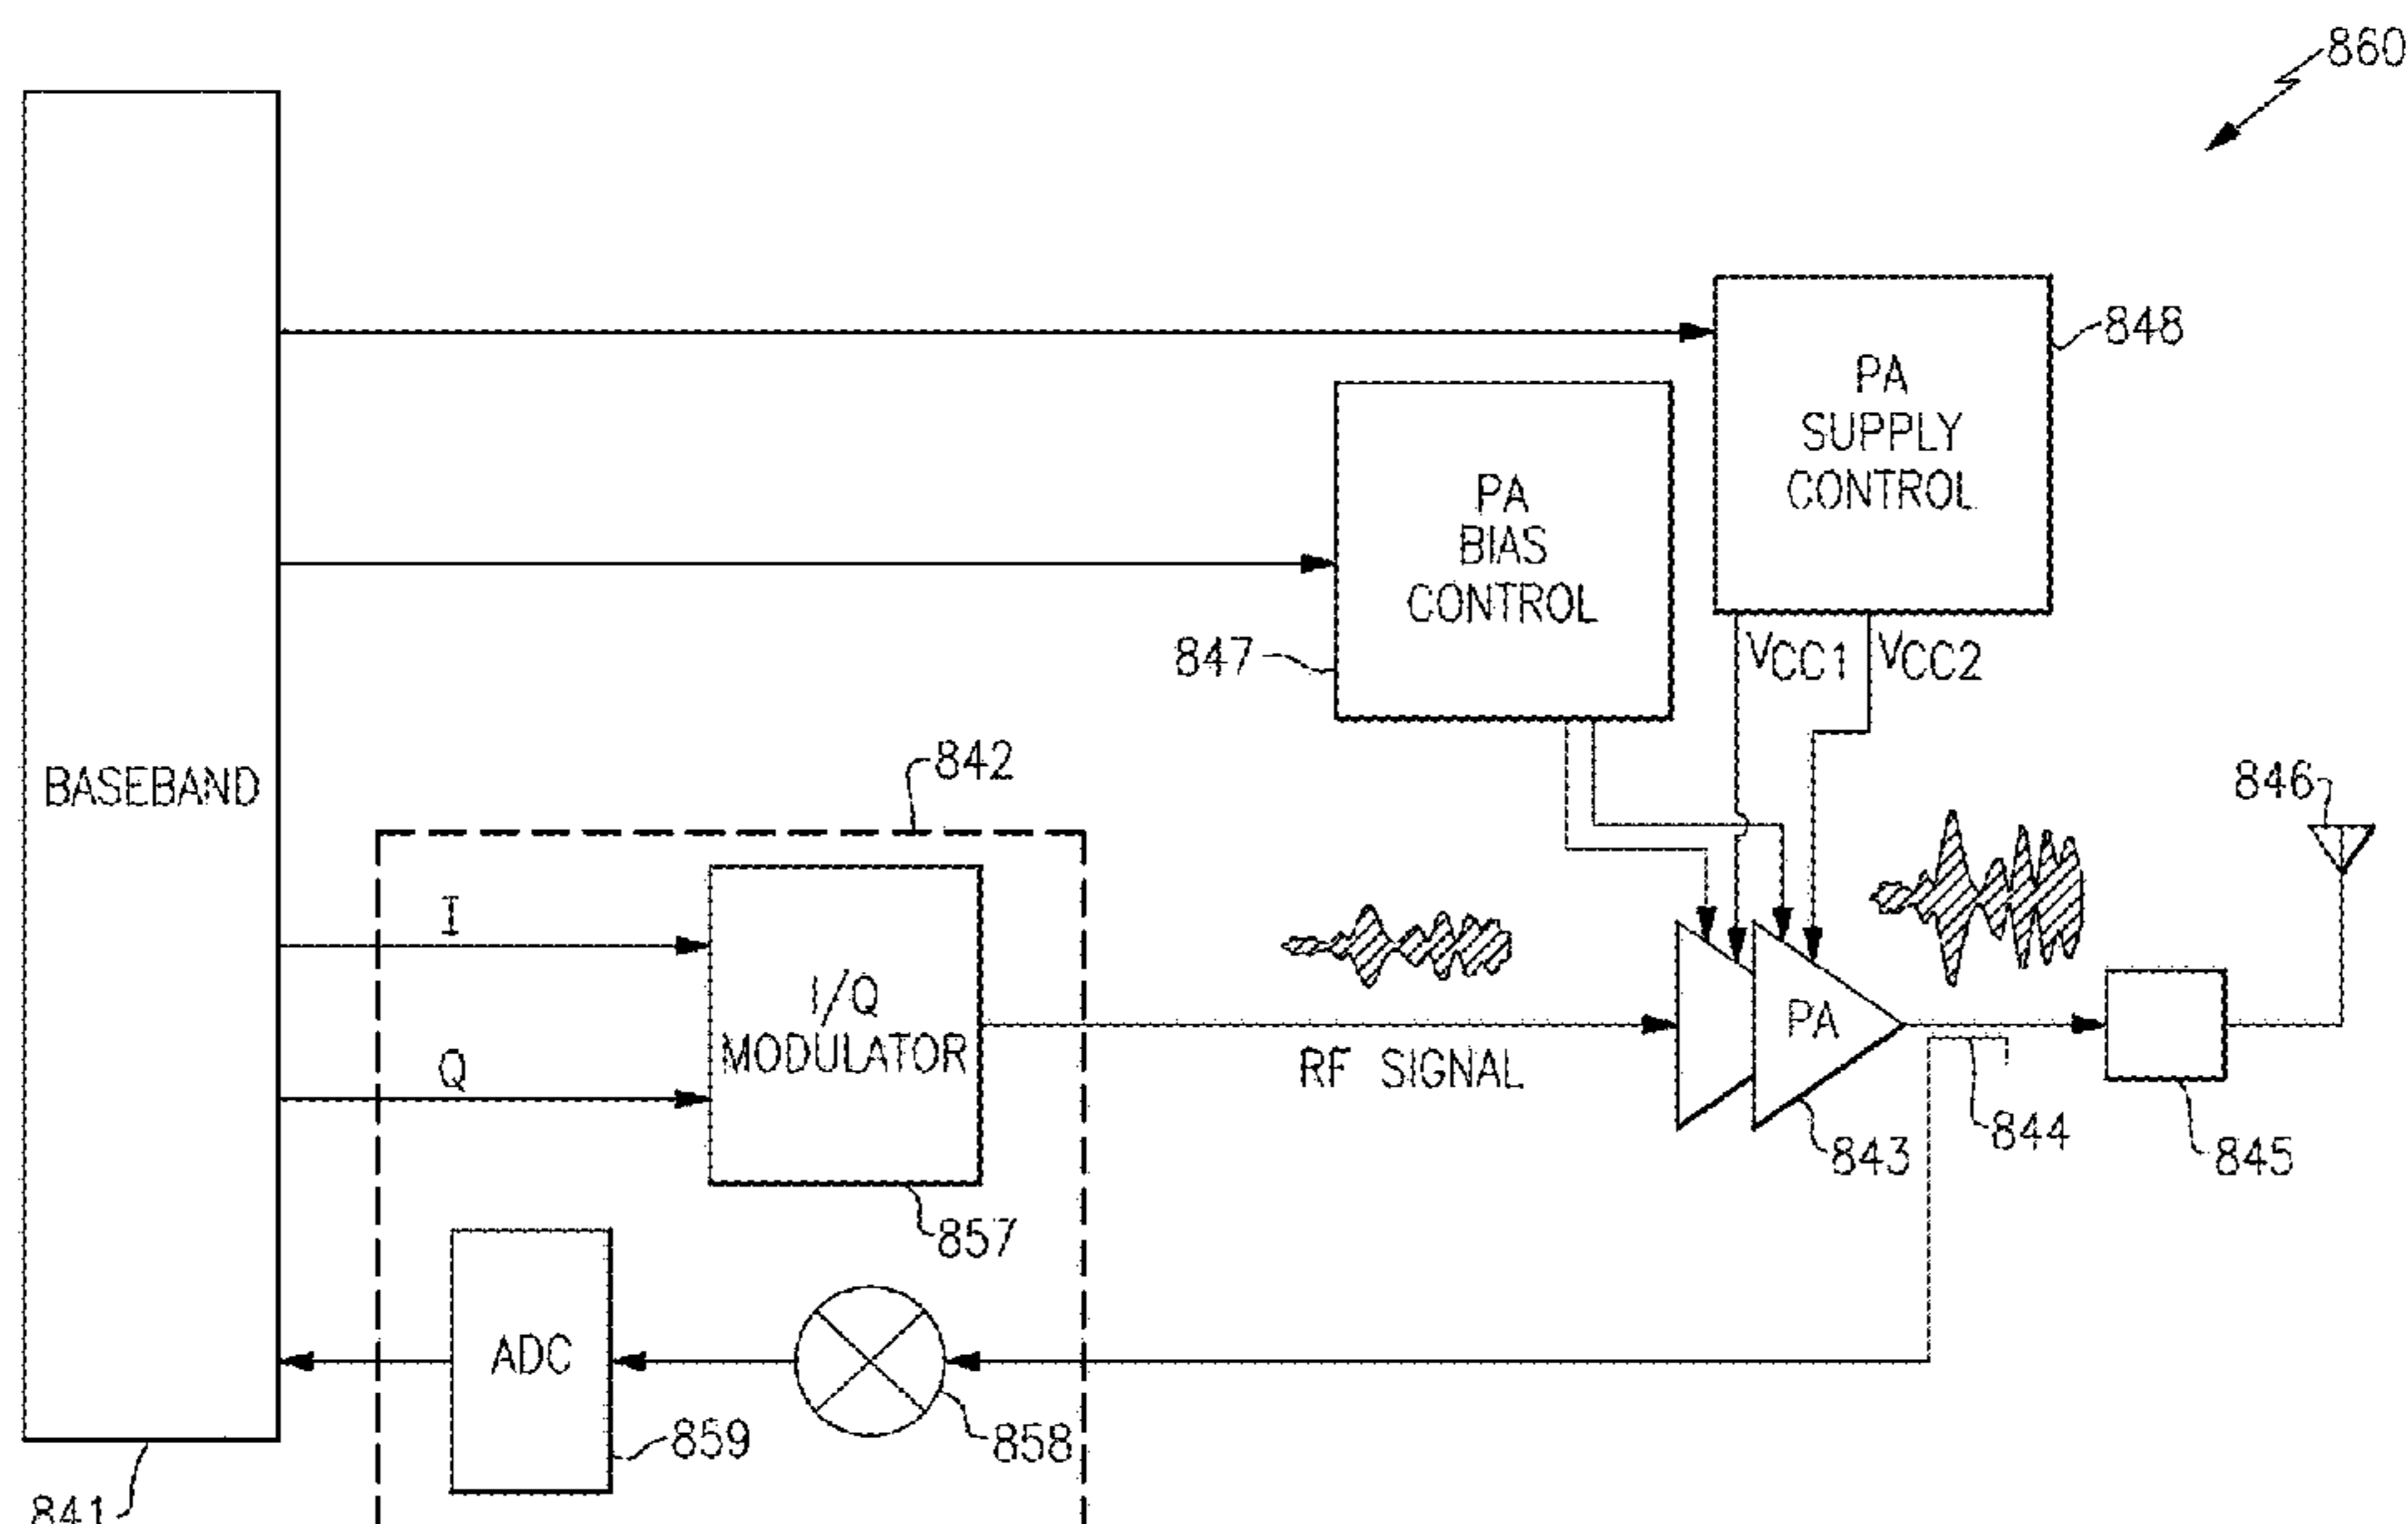 860
848
PA
SUPPLY
CONTROL
PA
BIAS
CONTROL
847
VCC1
VCC2
842
846
BASEBAND
I
I/Q
MODULATOR
Q
RF SIGNAL
PA
844
843
845
857
ADC
859
858
841